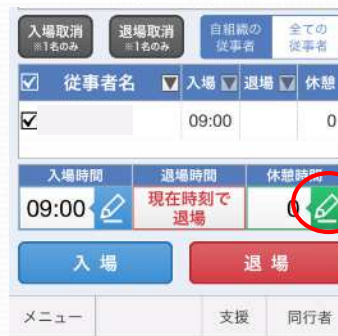 入場取消
※1名のみ
退場取消
※1名のみ
自組織の
従事者
全ての
従事者
従事者名 入場 退場 休憩
09:00 0
入場時間 退場時間 休憩時間
09:00 現在時刻で
退場 0
入 場 退 場
メニュー 支援 同行者